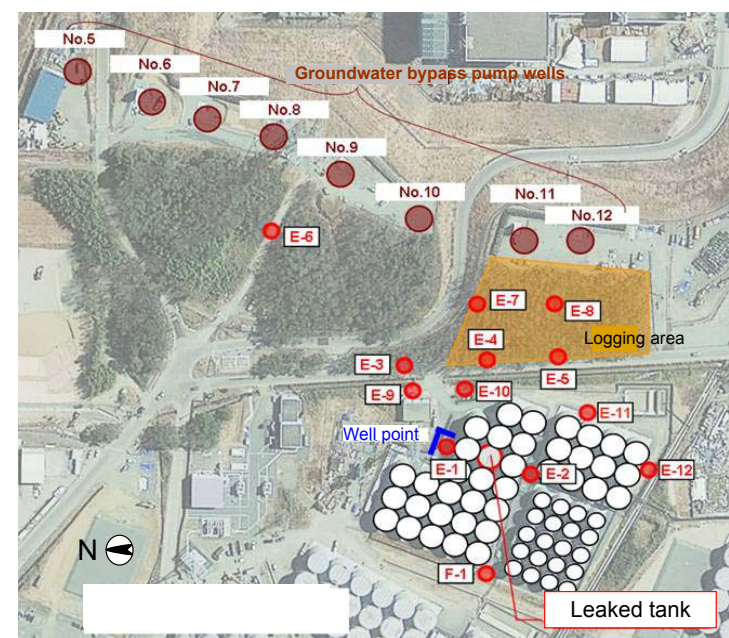 No.5
No.6
No.7
No.8
No.9
No.10
No.11
No.12
Groundwater bypass pump wells
E-6
E-7
E-8
Logging area
E-4
E-5
E-3
E-9
E-10
E-11
Well point
E-1
E-2
E-12
F-1
N
Leaked tank